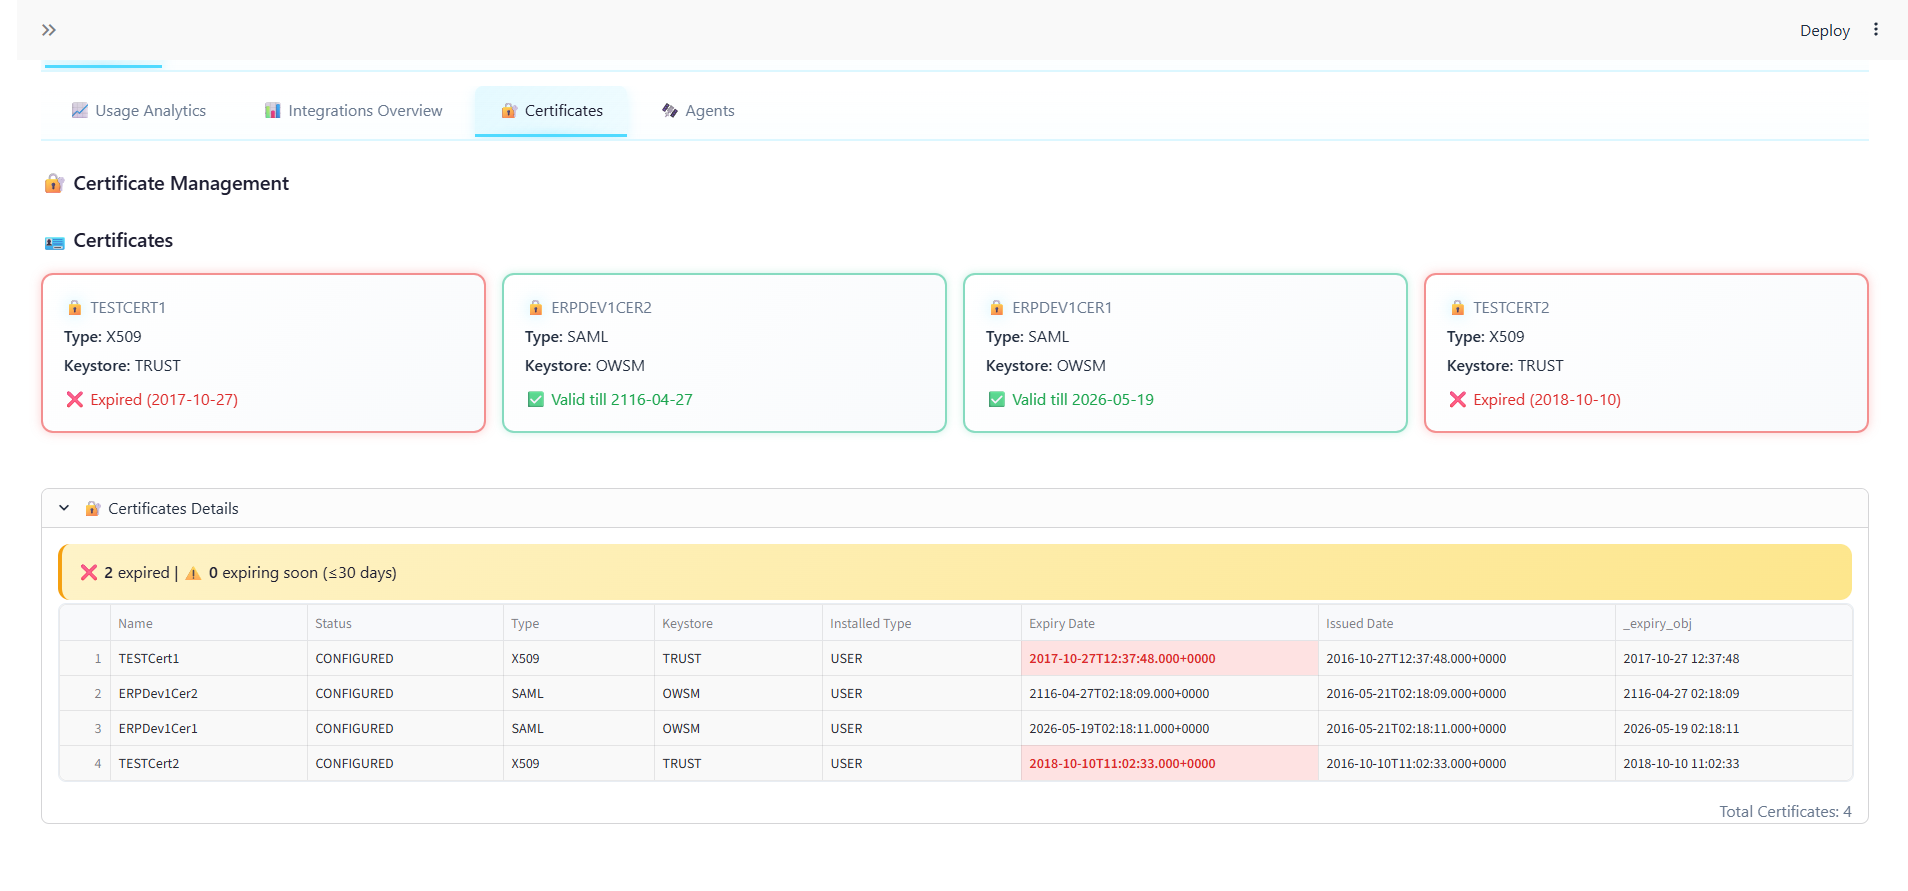 Deploy
Usage Analytics
Integrations Overview
Certificates
Agents
Certificate Management
Certificates
TESTCERT1
Type: X509
Keystore: TRUST
Expired (2017-10-27)
ERPDEV1CER2
Type: SAML
Keystore: OWSM
Valid till 2116-04-27
ERPDEV1CER1
Type: SAML
Keystore: OWSM
Valid till 2026-05-19
TESTCERT2
Type: X509
Keystore: TRUST
Expired (2018-10-10)
Certificates Details
2 expired | 0 expiring soon (≤30 days)
Name Status Type Keystore Installed Type Expiry Date Issued Date _expiry_obj
1 TESTCert1 CONFIGURED X509 TRUST USER 2017-10-27T12:37:48.000+0000 2016-10-27T12:37:48.000+0000 2017-10-27 12:37:48
2 ERPDev1Cer2 CONFIGURED SAML OWSM USER 2116-04-27T02:18:09.000+0000 2016-05-21T02:18:09.000+0000 2116-04-27 02:18:09
3 ERPDev1Cer1 CONFIGURED SAML OWSM USER 2026-05-19T02:18:11.000+0000 2016-05-21T02:18:11.000+0000 2026-05-19 02:18:11
4 TESTCert2 CONFIGURED X509 TRUST USER 2018-10-10T11:02:33.000+0000 2016-10-10T11:02:33.000+0000 2018-10-10 11:02:33
Total Certificates: 4